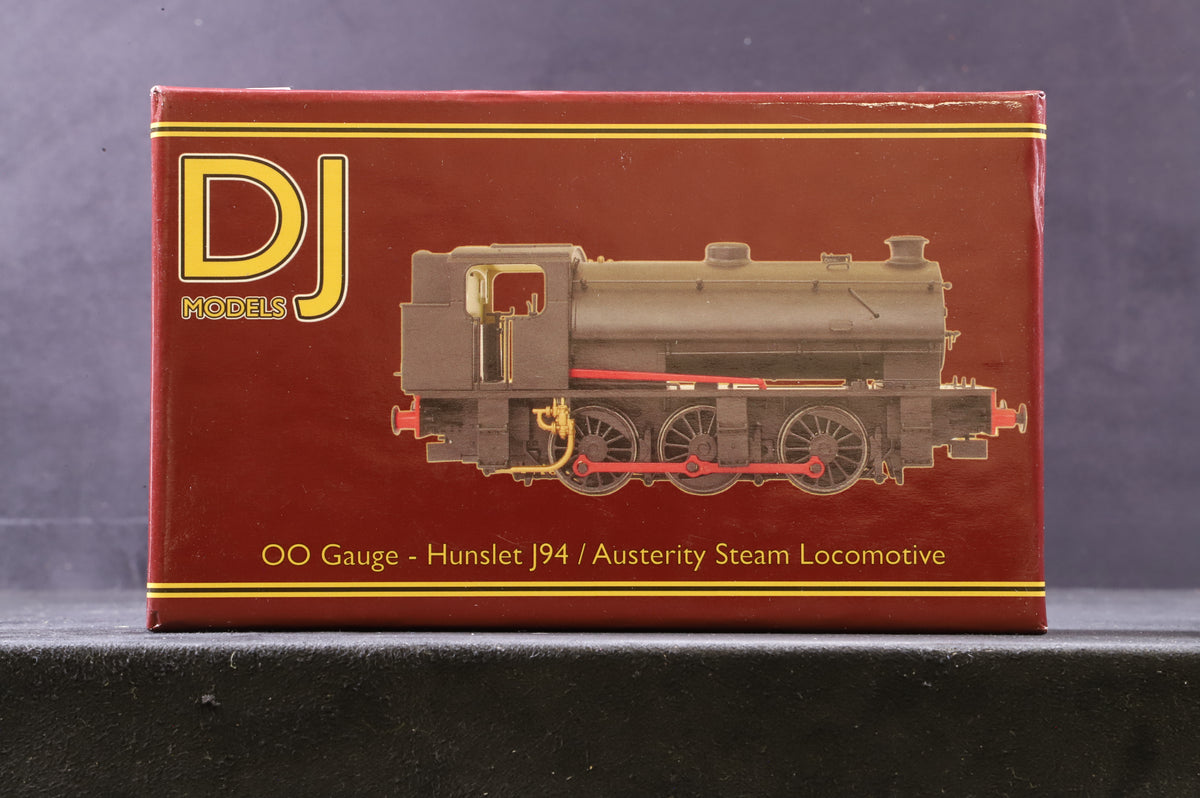 DJ
MODELS
OO Gauge - Hunslet J94 / Austerity Steam Locomotive